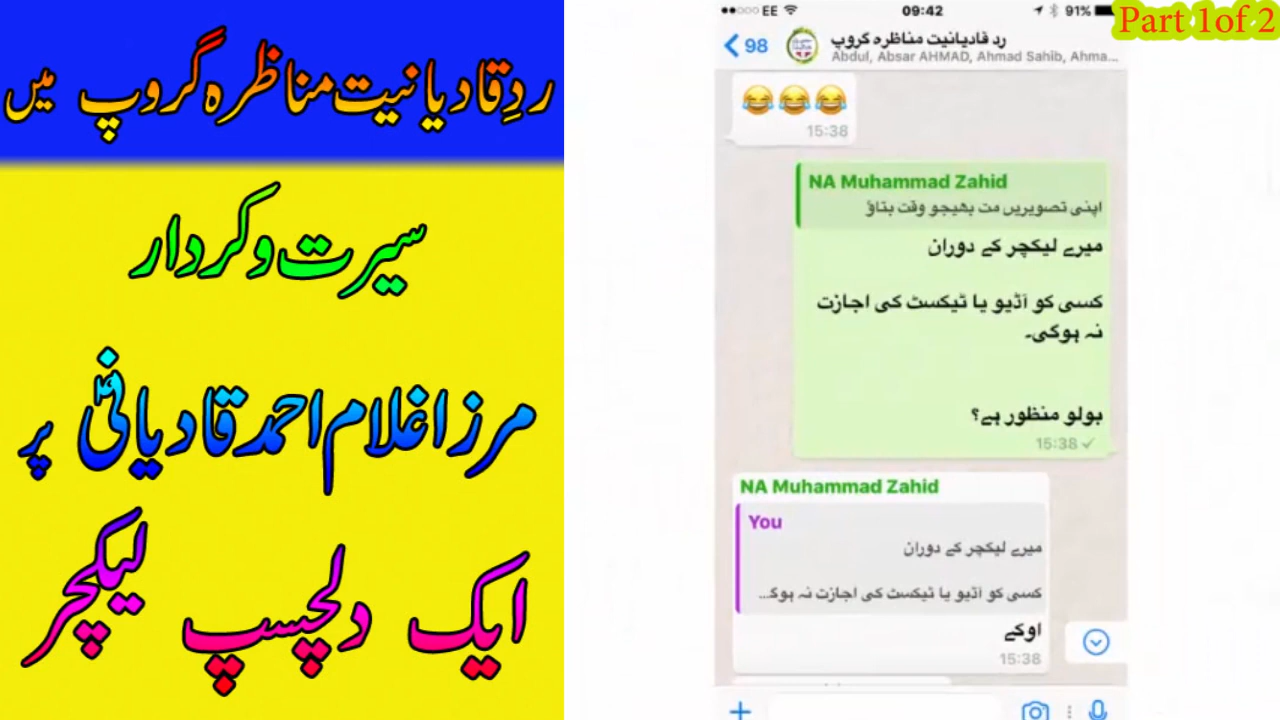 ردِ قادیانیت مناظرہ گروپ میں
سیرت وکردار
مرزا غلام احمد قادیانی پر
ایک دلچسپ لیکچر
Part 1of 2
EE 09:42 91%
98
رد قادیانیت مناظرہ گروپ
Abdul, Absar AHMAD, Ahmad Sahib, Ahma...
😂😂😂
15:38
NA Muhammad Zahid
اپنی تصویریں مت بھیجو وقت بتاؤ
میرے لیکچر کے دوران
کسی کو آڈیو یا ٹیکسٹ کی اجازت
نہ ہوگی۔
بولو منظور ہے؟
15:38 ✓
NA Muhammad Zahid
You
میرے لیکچر کے دوران
کسی کو آڈیو یا ٹیکسٹ کی اجازت نہ ہوگ...
اوکے
15:38